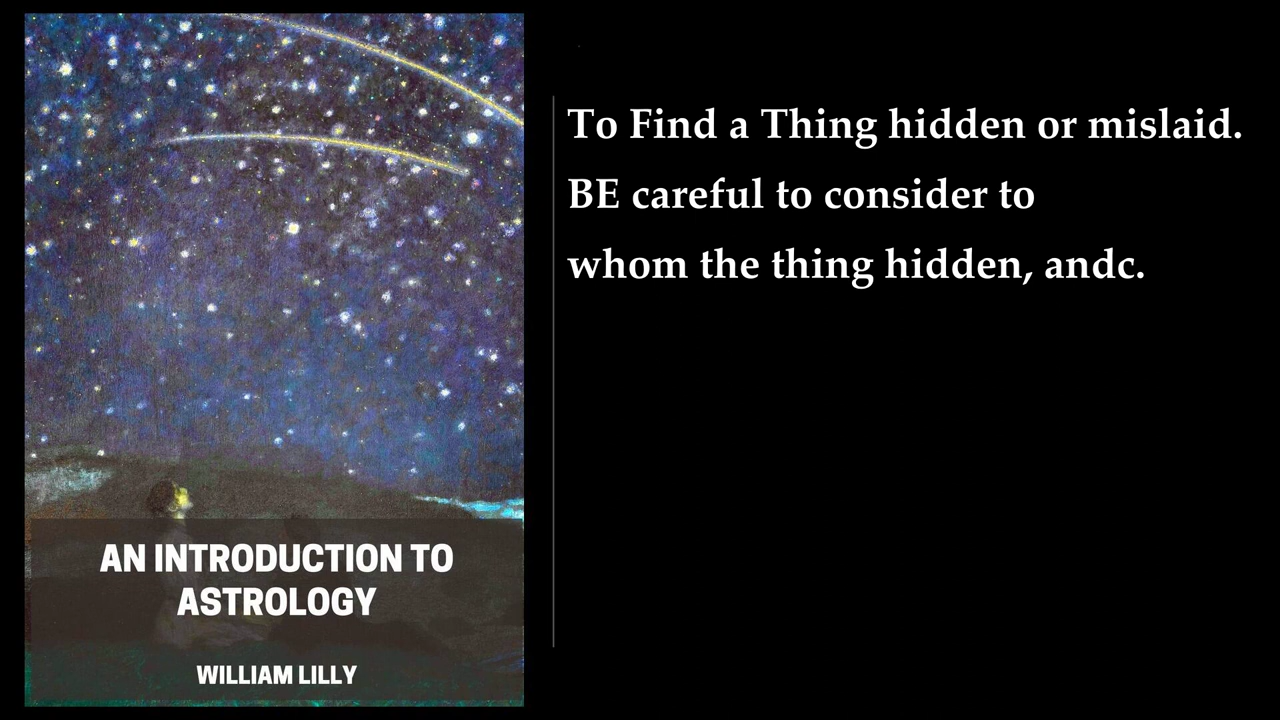 To Find a Thing hidden or mislaid.
BE careful to consider to
whom the thing hidden, andc.
AN INTRODUCTION TO
ASTROLOGY
WILLIAM LILLY